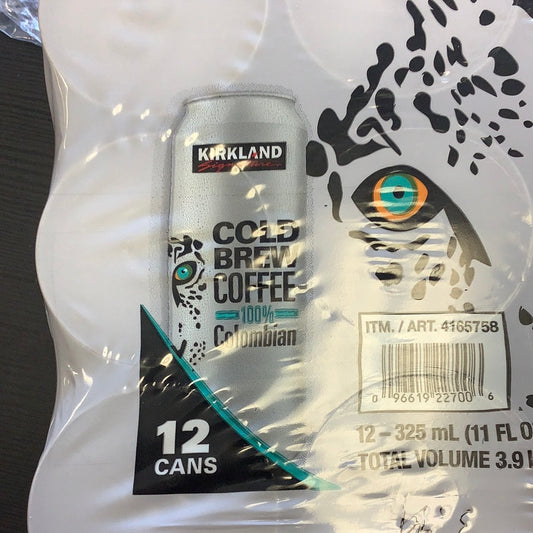 KIRKLAND
Signature
COLD
BREW
COFFEE
100%
Colombian
12
CANS
ITM. / ART. 4165758
0 96619 22700 6
12 – 325 mL (11 FL O
TOTAL VOLUME 3.9